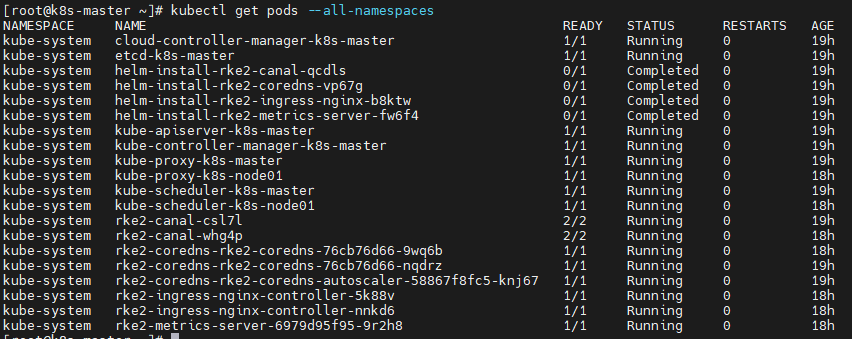 [root@k8s-master ~]# kubectl get pods --all-namespaces
NAMESPACE     NAME                                                    READY   STATUS      RESTARTS   AGE
kube-system   cloud-controller-manager-k8s-master                     1/1     Running     0          19h
kube-system   etcd-k8s-master                                         1/1     Running     0          19h
kube-system   helm-install-rke2-canal-qcdls                           0/1     Completed   0          19h
kube-system   helm-install-rke2-coredns-vp67g                         0/1     Completed   0          19h
kube-system   helm-install-rke2-ingress-nginx-b8ktw                   0/1     Completed   0          19h
kube-system   helm-install-rke2-metrics-server-fw6f4                  0/1     Completed   0          19h
kube-system   kube-apiserver-k8s-master                               1/1     Running     0          19h
kube-system   kube-controller-manager-k8s-master                      1/1     Running     0          19h
kube-system   kube-proxy-k8s-master                                   1/1     Running     0          19h
kube-system   kube-proxy-k8s-node01                                   1/1     Running     0          18h
kube-system   kube-scheduler-k8s-master                               1/1     Running     0          19h
kube-system   kube-scheduler-k8s-node01                               1/1     Running     0          18h
kube-system   rke2-canal-csl7l                                        2/2     Running     0          19h
kube-system   rke2-canal-whg4p                                        2/2     Running     0          18h
kube-system   rke2-coredns-rke2-coredns-76cb76d66-9wq6b               1/1     Running     0          18h
kube-system   rke2-coredns-rke2-coredns-76cb76d66-nqdrz               1/1     Running     0          19h
kube-system   rke2-coredns-rke2-coredns-autoscaler-58867f8fc5-knj67   1/1     Running     0          19h
kube-system   rke2-ingress-nginx-controller-5k88v                     1/1     Running     0          18h
kube-system   rke2-ingress-nginx-controller-nnkd6                     1/1     Running     0          18h
kube-system   rke2-metrics-server-6979d95f95-9r2h8                    1/1     Running     0          18h
[root@k8s-master ~]#